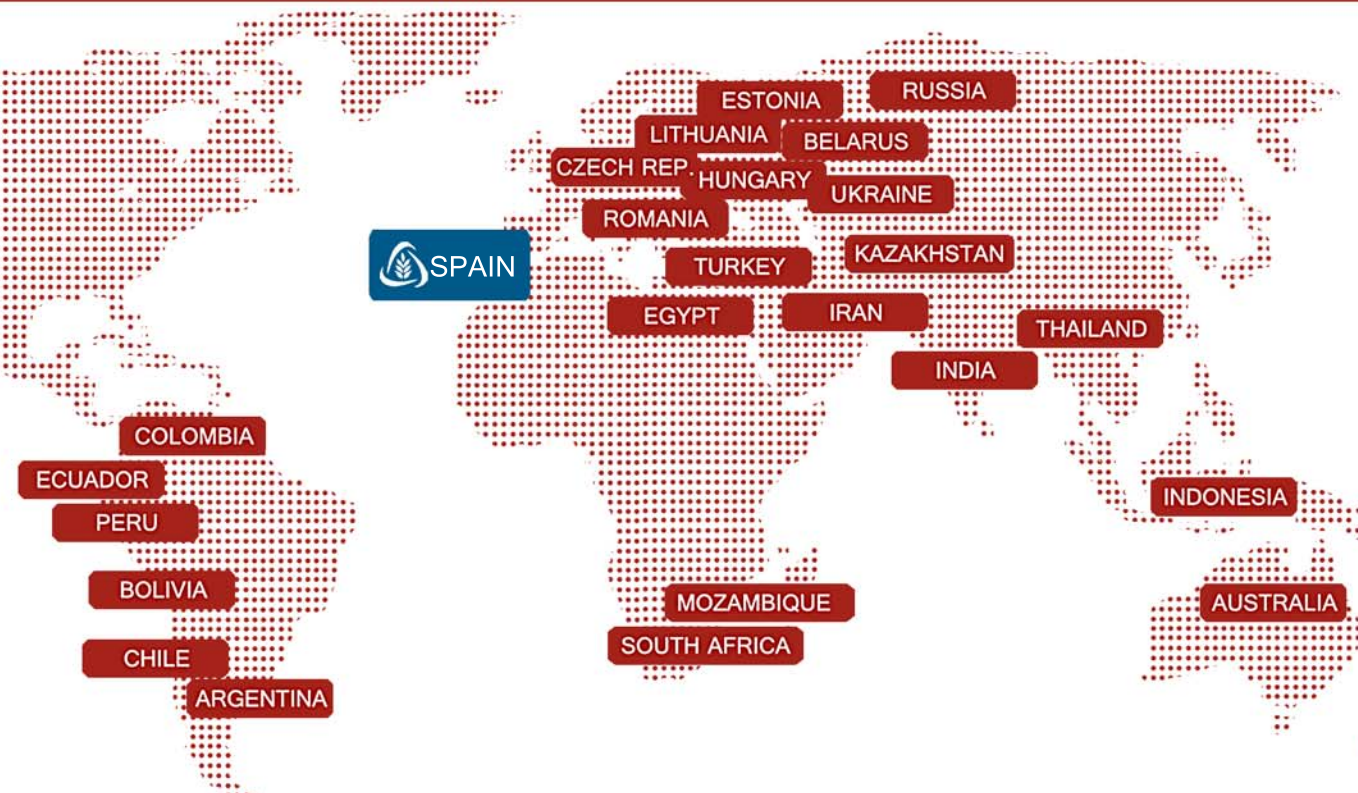 RUSSIA
ESTONIA
LITHUANIA
BELARUS
CZECH REP.
HUNGARY
UKRAINE
ROMANIA
SPAIN
TURKEY
KAZAKHSTAN
EGYPT
IRAN
THAILAND
INDIA
COLOMBIA
ECUADOR
PERU
INDONESIA
BOLIVIA
MOZAMBIQUE
AUSTRALIA
SOUTH AFRICA
CHILE
ARGENTINA